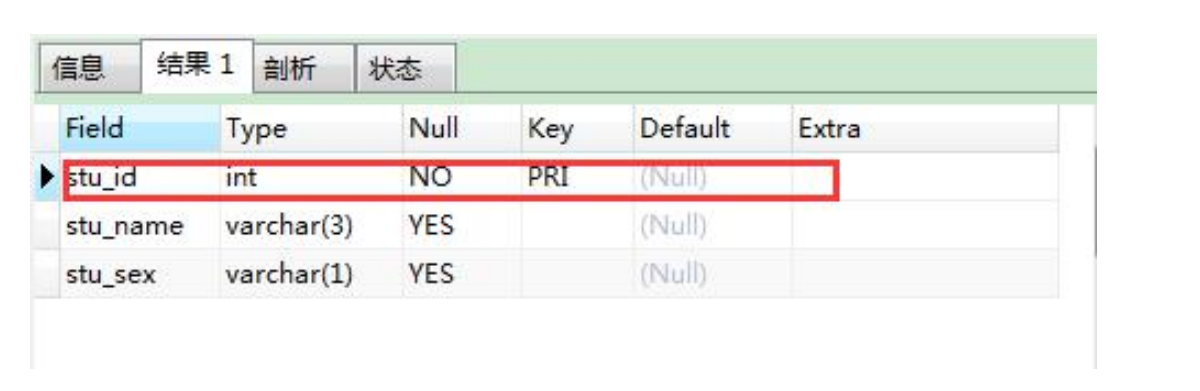 信息 结果 1 剖析 状态
Field Type Null Key Default Extra
stu_id int NO PRI (Null)
stu_name varchar(3) YES (Null)
stu_sex varchar(1) YES (Null)